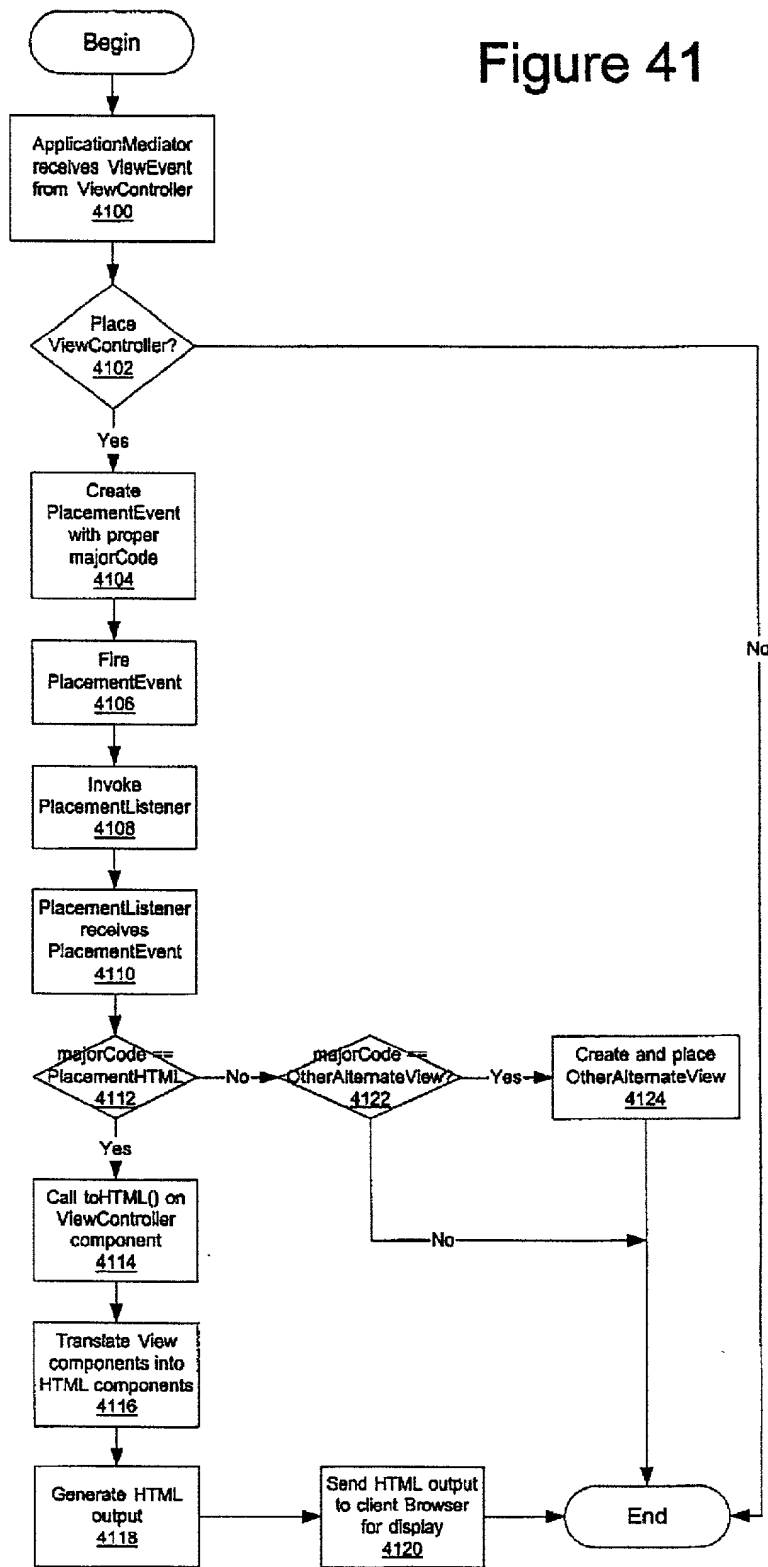 Figure 41
Begin
ApplicationMediator
receives ViewEvent
from ViewController
4100
Place
ViewController?
4102
Yes
No
Create
PlacementEvent
with proper
majorCode
4104
Fire
PlacementEvent
4106
Invoke
PlacementListener
4108
PlacementListener
receives
PlacementEvent
4110
majorCode ==
PlacementHTML
4112
No
majorCode ==
OtherAlternateView?
4122
Yes
Create and place
OtherAlternateView
4124
Yes
No
Call toHTML() on
ViewController
component
4114
Translate View
components into
HTML components
4116
Generate HTML
output
4118
Send HTML output
to client Browser
for display
4120
End